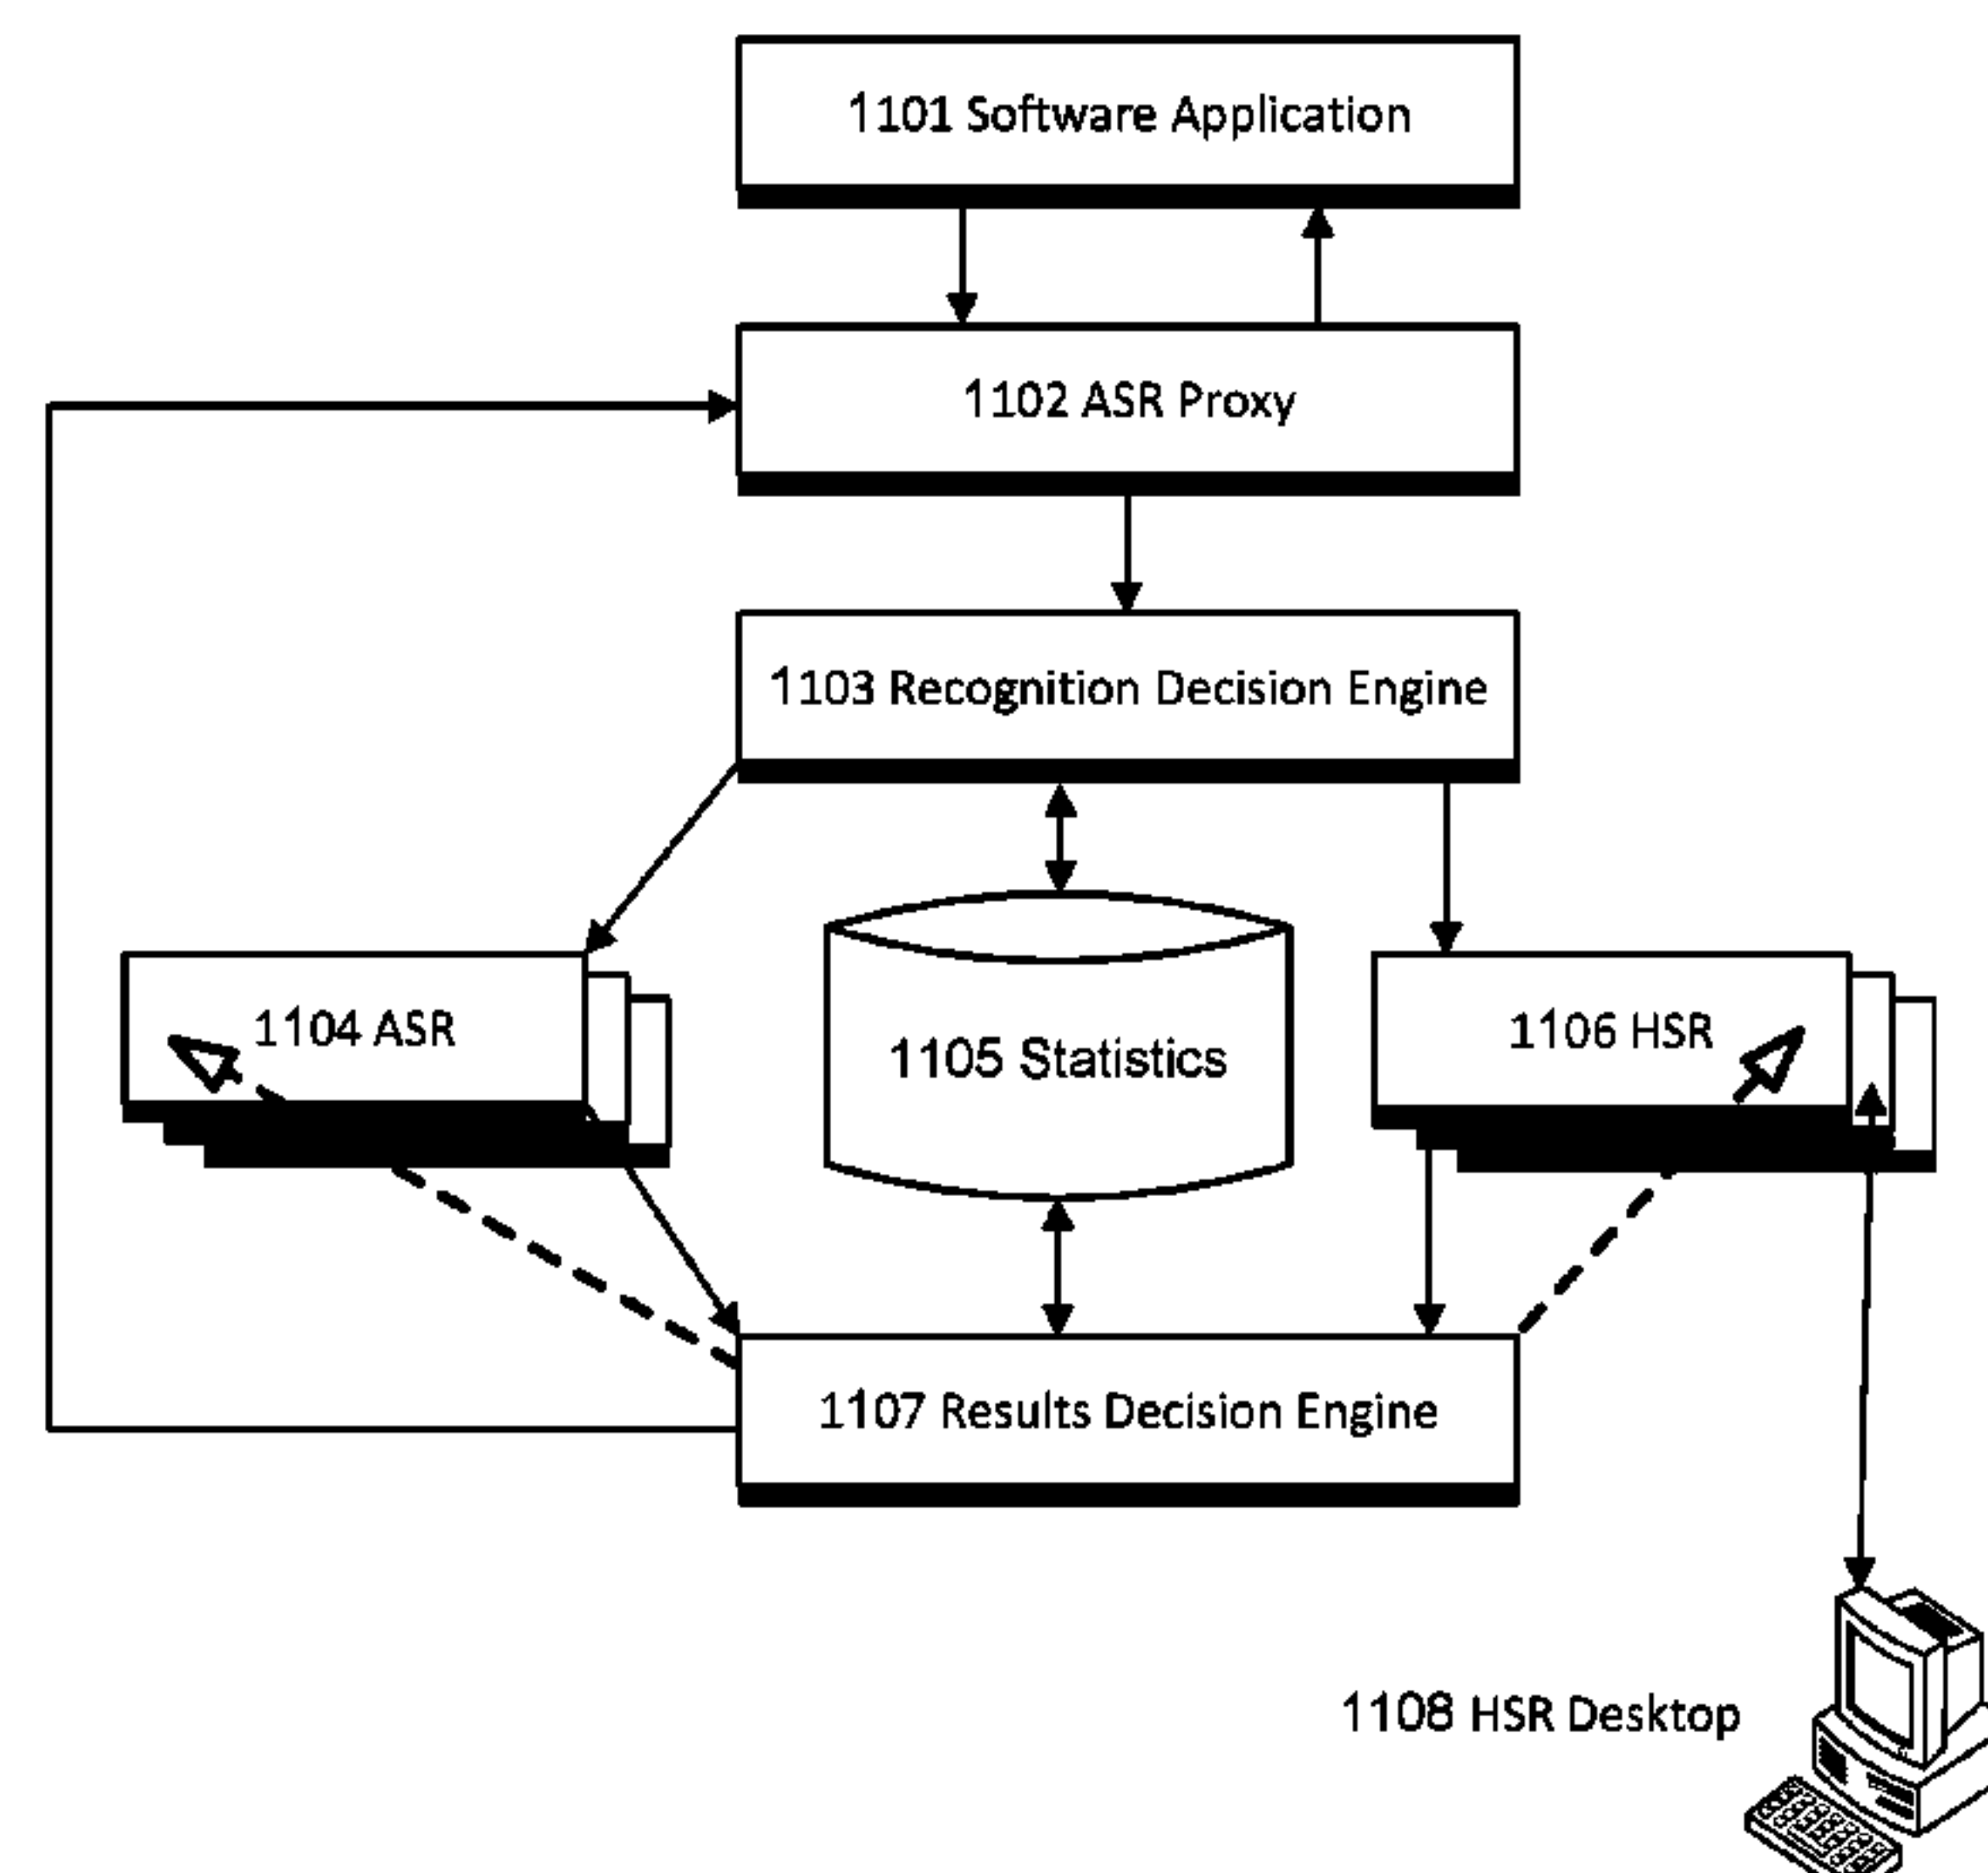 1101 Software Application
1102 ASR Proxy
1103 Recognition Decision Engine
1104 ASR
1105 Statistics
1106 HSR
1107 Results Decision Engine
1108 HSR Desktop